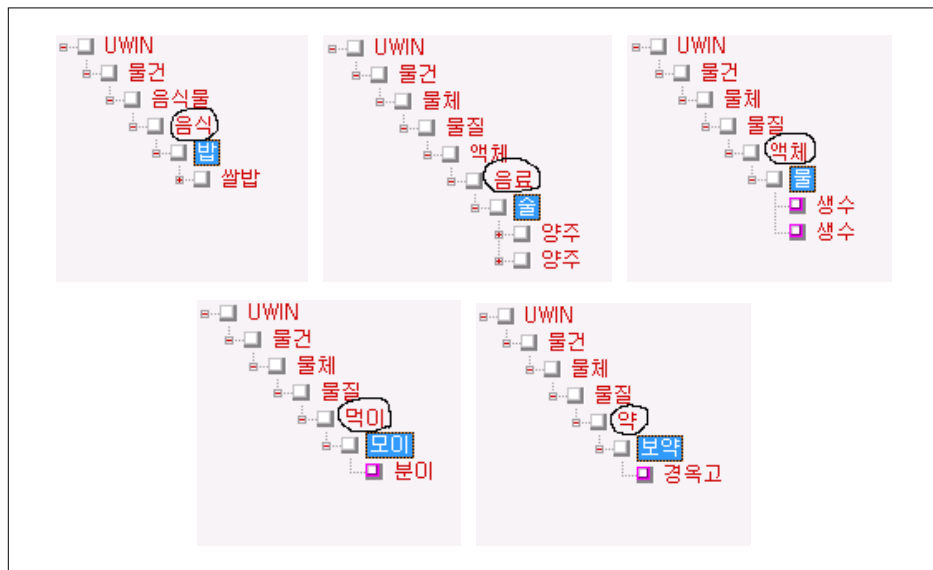 UWIN
물건
음식물
음식
밥
쌀밥
UWIN
물건
물체
물질
액체
음료
술
양주
양주
UWIN
물건
물체
물질
액체
물
생수
생수
UWIN
물건
물체
물질
먹이
모이
분이
UWIN
물건
물체
물질
약
보약
경옥고